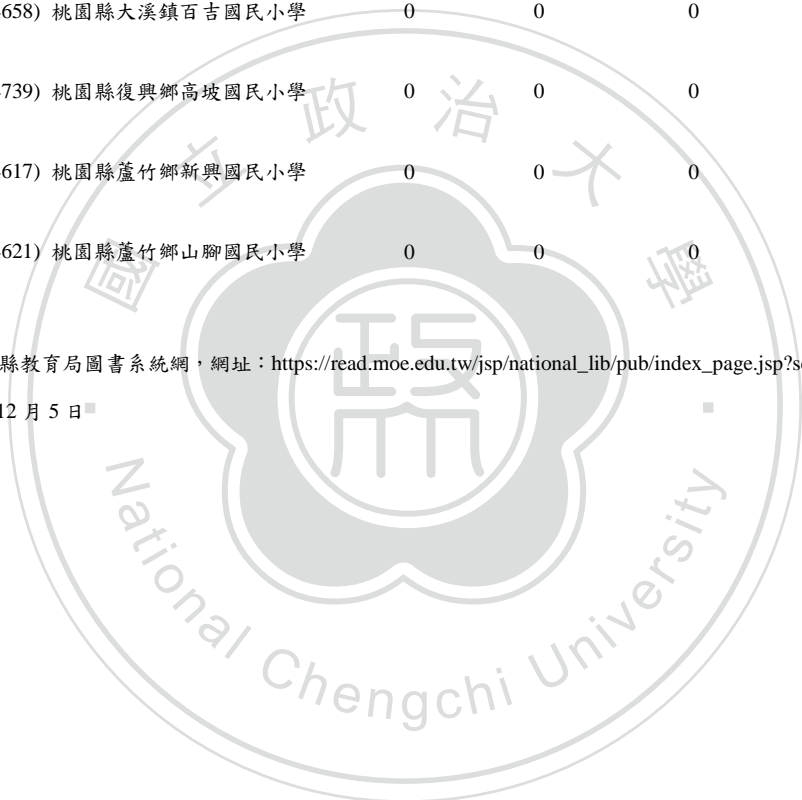 658) 桃園縣大溪鎮百吉國民小學 0 0 0
739) 桃園縣復興鄉高坡國民小學 0 0 0
617) 桃園縣蘆竹鄉新興國民小學 0 0 0
621) 桃園縣蘆竹鄉山腳國民小學 0 0 0
縣教育局圖書系統網，網址：https://read.moe.edu.tw/jsp/national_lib/pub/index_page.jsp?s
12 月 5 日
國立政治大學
政大
National Chengchi University